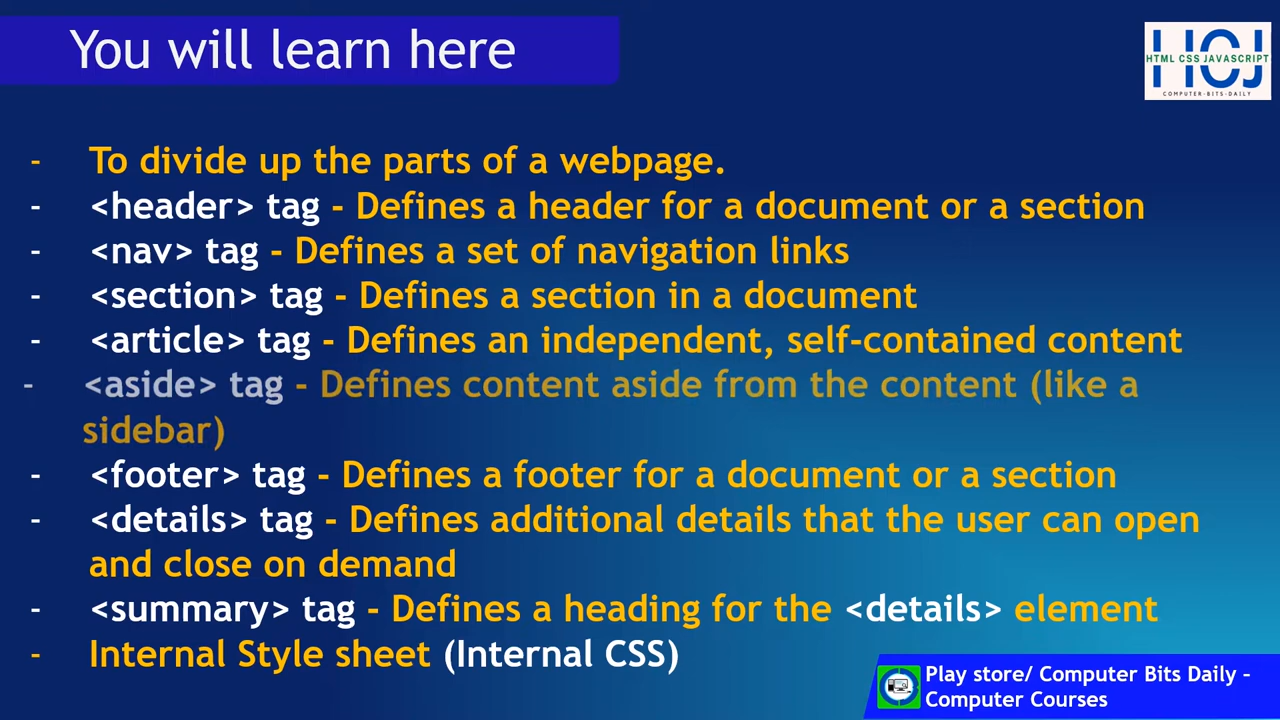 You will learn here
HCJ
HTML CSS JAVASCRIPT
COMPUTER-BITS-DAILY
- To divide up the parts of a webpage.
- <header> tag - Defines a header for a document or a section
- <nav> tag - Defines a set of navigation links
- <section> tag - Defines a section in a document
- <article> tag - Defines an independent, self-contained content
- <aside> tag - Defines content aside from the content (like a
sidebar)
- <footer> tag - Defines a footer for a document or a section
- <details> tag - Defines additional details that the user can open
and close on demand
- <summary> tag - Defines a heading for the <details> element
- Internal Style sheet (Internal CSS)
Play store/ Computer Bits Daily -
Computer Courses